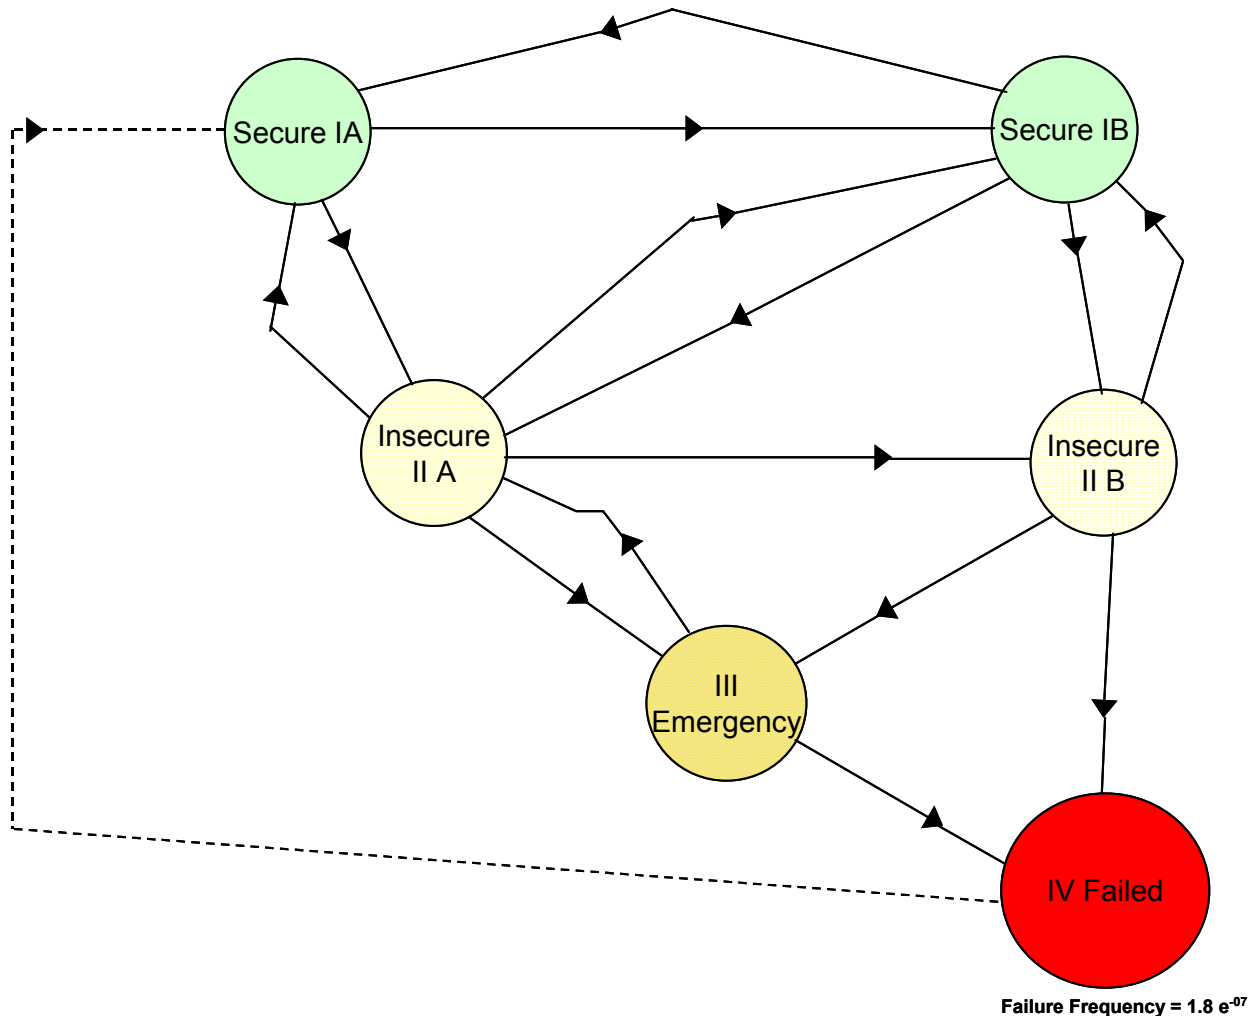 Secure IA
Secure IB
Insecure
II A
Insecure
II B
III
Emergency
IV Failed
Failure Frequency = 1.8 e-07